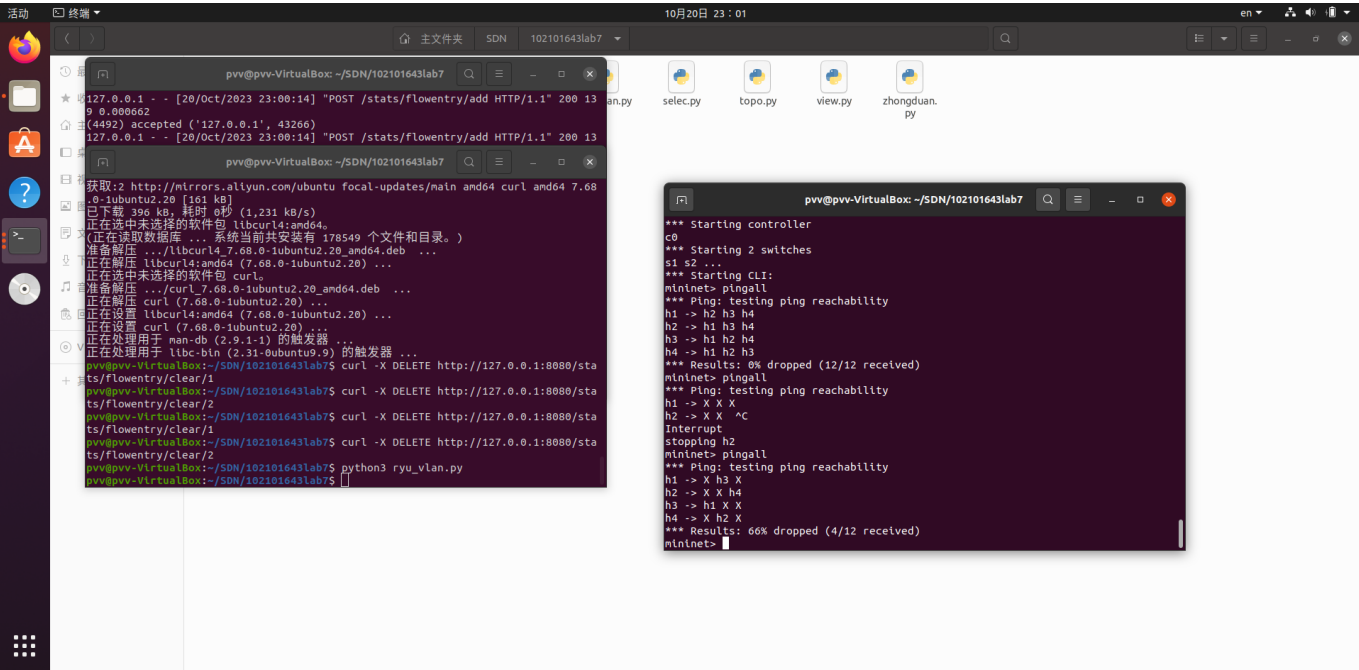 活动
终端
10月20日 23：01
en
主文件夹
SDN
102101643lab7
an.py
selec.py
topo.py
view.py
zhongduan.
py
pvv@pvv-VirtualBox: ~/SDN/102101643lab7
127.0.0.1 - - [20/Oct/2023 23:00:14] "POST /stats/flowentry/add HTTP/1.1" 200 13
9 0.000662
(4492) accepted ('127.0.0.1', 43266)
127.0.0.1 - - [20/Oct/2023 23:00:14] "POST /stats/flowentry/add HTTP/1.1" 200 13
pvv@pvv-VirtualBox: ~/SDN/102101643lab7
获取:2 http://mirrors.aliyun.com/ubuntu focal-updates/main amd64 curl amd64 7.68
.0-1ubuntu2.20 [161 kB]
已下载 396 kB，耗时 0秒 (1,231 kB/s)
正在选中未选择的软件包 libcurl4:amd64。
(正在读取数据库 ... 系统当前共安装有 178549 个文件和目录。)
准备解压 .../libcurl4_7.68.0-1ubuntu2.20_amd64.deb  ...
正在解压 libcurl4:amd64 (7.68.0-1ubuntu2.20) ...
正在选中未选择的软件包 curl。
准备解压 .../curl_7.68.0-1ubuntu2.20_amd64.deb  ...
正在解压 curl (7.68.0-1ubuntu2.20) ...
正在设置 libcurl4:amd64 (7.68.0-1ubuntu2.20) ...
正在设置 curl (7.68.0-1ubuntu2.20) ...
正在处理用于 man-db (2.9.1-1) 的触发器 ...
正在处理用于 libc-bin (2.31-0ubuntu9.9) 的触发器 ...
pvv@pvv-VirtualBox:~/SDN/102101643lab7$ curl -X DELETE http://127.0.0.1:8080/sta
ts/flowentry/clear/1
pvv@pvv-VirtualBox:~/SDN/102101643lab7$ curl -X DELETE http://127.0.0.1:8080/sta
ts/flowentry/clear/2
pvv@pvv-VirtualBox:~/SDN/102101643lab7$ curl -X DELETE http://127.0.0.1:8080/sta
ts/flowentry/clear/1
pvv@pvv-VirtualBox:~/SDN/102101643lab7$ curl -X DELETE http://127.0.0.1:8080/sta
ts/flowentry/clear/2
pvv@pvv-VirtualBox:~/SDN/102101643lab7$ python3 ryu_vlan.py
pvv@pvv-VirtualBox:~/SDN/102101643lab7$
pvv@pvv-VirtualBox: ~/SDN/102101643lab7
*** Starting controller
c0
*** Starting 2 switches
s1 s2 ...
*** Starting CLI:
mininet> pingall
*** Ping: testing ping reachability
h1 -> h2 h3 h4
h2 -> h1 h3 h4
h3 -> h1 h2 h4
h4 -> h1 h2 h3
*** Results: 0% dropped (12/12 received)
mininet> pingall
*** Ping: testing ping reachability
h1 -> X X X
h2 -> X X  ^C
Interrupt
stopping h2
mininet> pingall
*** Ping: testing ping reachability
h1 -> X h3 X
h2 -> X X h4
h3 -> h1 X X
h4 -> X h2 X
*** Results: 66% dropped (4/12 received)
mininet>